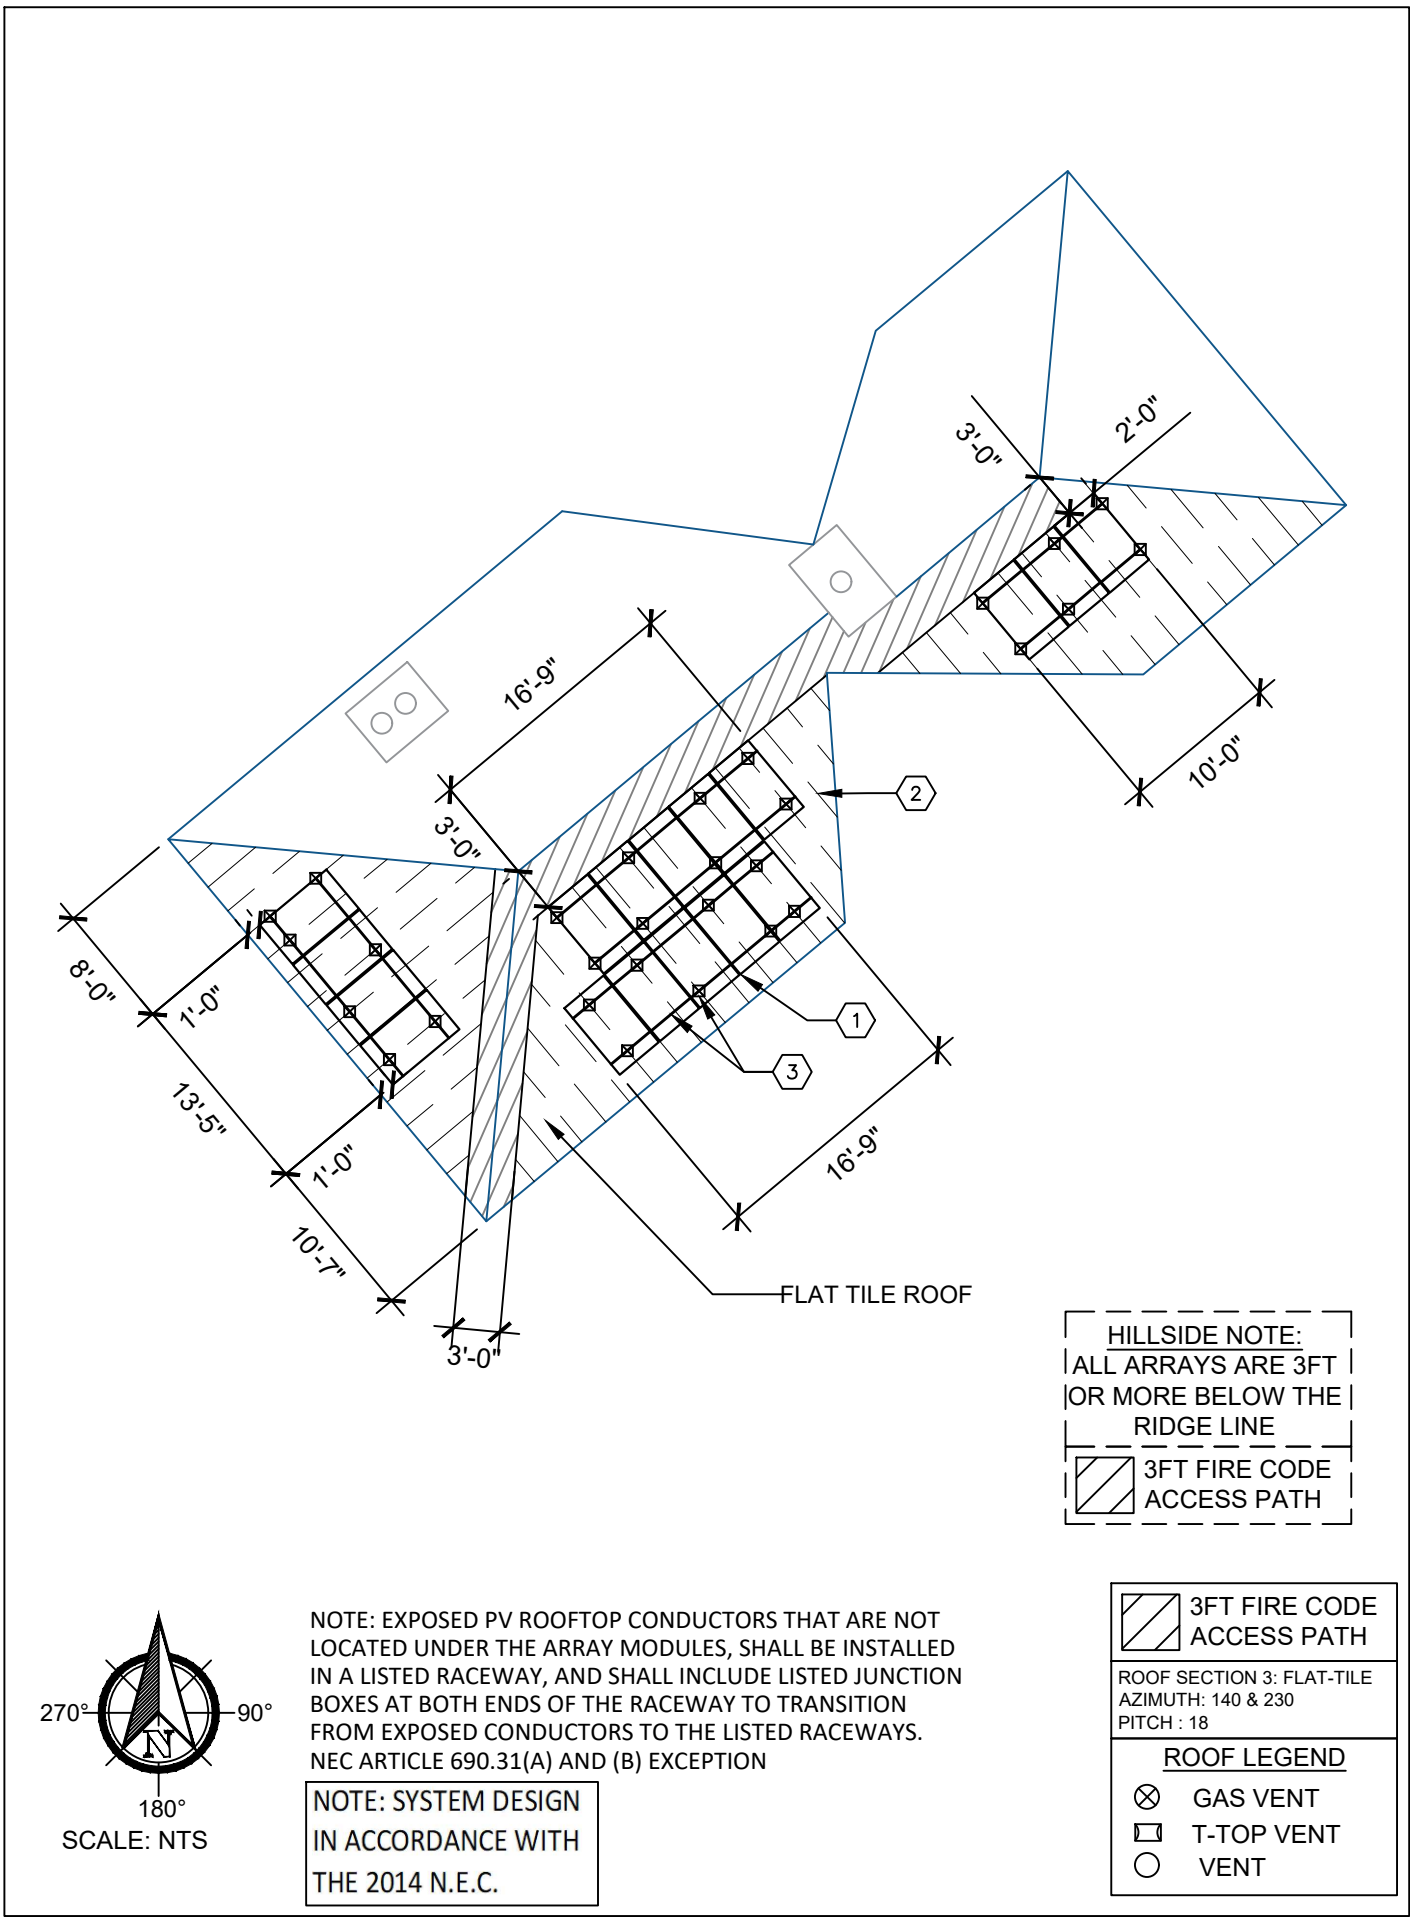 2'-0"
3'-0"
16'-9"
10'-0"
2
3'-0"
8'-0"
1'-0"
1
3
13'-5"
1'-0"
16'-9"
10'-7"
FLAT TILE ROOF
3'-0"
HILLSIDE NOTE:
ALL ARRAYS ARE 3FT
OR MORE BELOW THE
RIDGE LINE
3FT FIRE CODE
ACCESS PATH
270°
90°
N
180°
SCALE: NTS
NOTE: EXPOSED PV ROOFTOP CONDUCTORS THAT ARE NOT
LOCATED UNDER THE ARRAY MODULES, SHALL BE INSTALLED
IN A LISTED RACEWAY, AND SHALL INCLUDE LISTED JUNCTION
BOXES AT BOTH ENDS OF THE RACEWAY TO TRANSITION
FROM EXPOSED CONDUCTORS TO THE LISTED RACEWAYS.
NEC ARTICLE 690.31(A) AND (B) EXCEPTION
NOTE: SYSTEM DESIGN
IN ACCORDANCE WITH
THE 2014 N.E.C.
3FT FIRE CODE
ACCESS PATH
ROOF SECTION 3: FLAT-TILE
AZIMUTH: 140 & 230
PITCH : 18
ROOF LEGEND
GAS VENT
T-TOP VENT
VENT